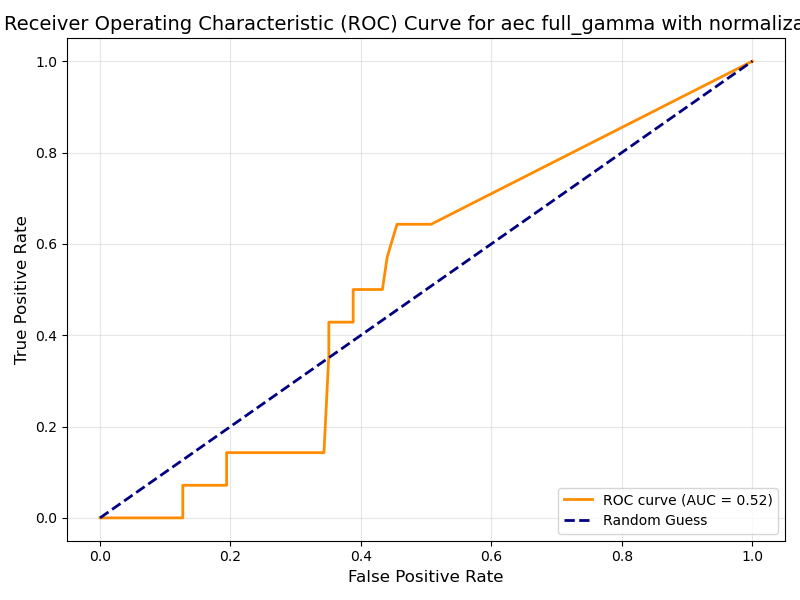 Receiver Operating Characteristic (ROC) Curve for aec full_gamma with
1.0
0.8
0.6
0.4
0.2
0.0
True Positive Rate
ROC curve (AUC = 0.52)
Random Guess
0.0 0.2 0.4 0.6 0.8 1.0
False Positive Rate